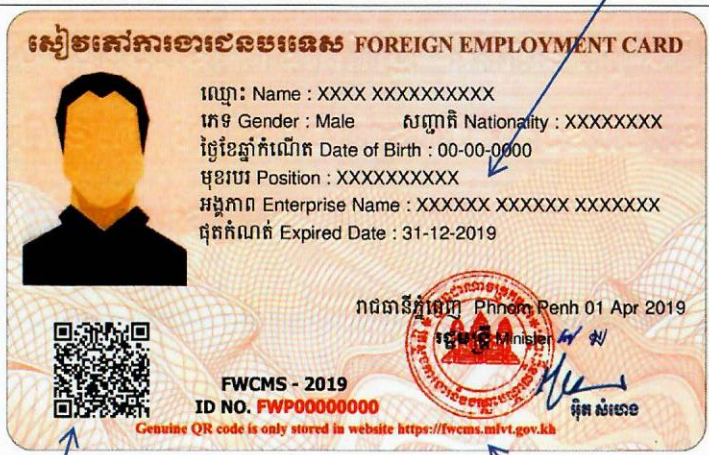 សៀវភៅការងារជនបរទេស FOREIGN EMPLOYMENT CARD
ឈ្មោះ Name : XXXX XXXXXXXXXX
ភេទ Gender : Male សញ្ជាតិ Nationality : XXXXXXXX
ថ្ងៃខែឆ្នាំកំណើត Date of Birth : 00-00-0000
មុខរបរ Position : XXXXXXXXXX
អង្គភាព Enterprise Name : XXXXXX XXXXXX XXXXXXX
ផុតកំណត់ Expired Date : 31-12-2019
រាជធានីភ្នំពេញ Phnom Penh 01 Apr 2019
រដ្ឋមន្ត្រី Minister
FWCMS - 2019
ID NO. FWP00000000
អ៊ិត សំហេង
Genuine QR code is only stored in website https://fwcms.mlvt.gov.kh